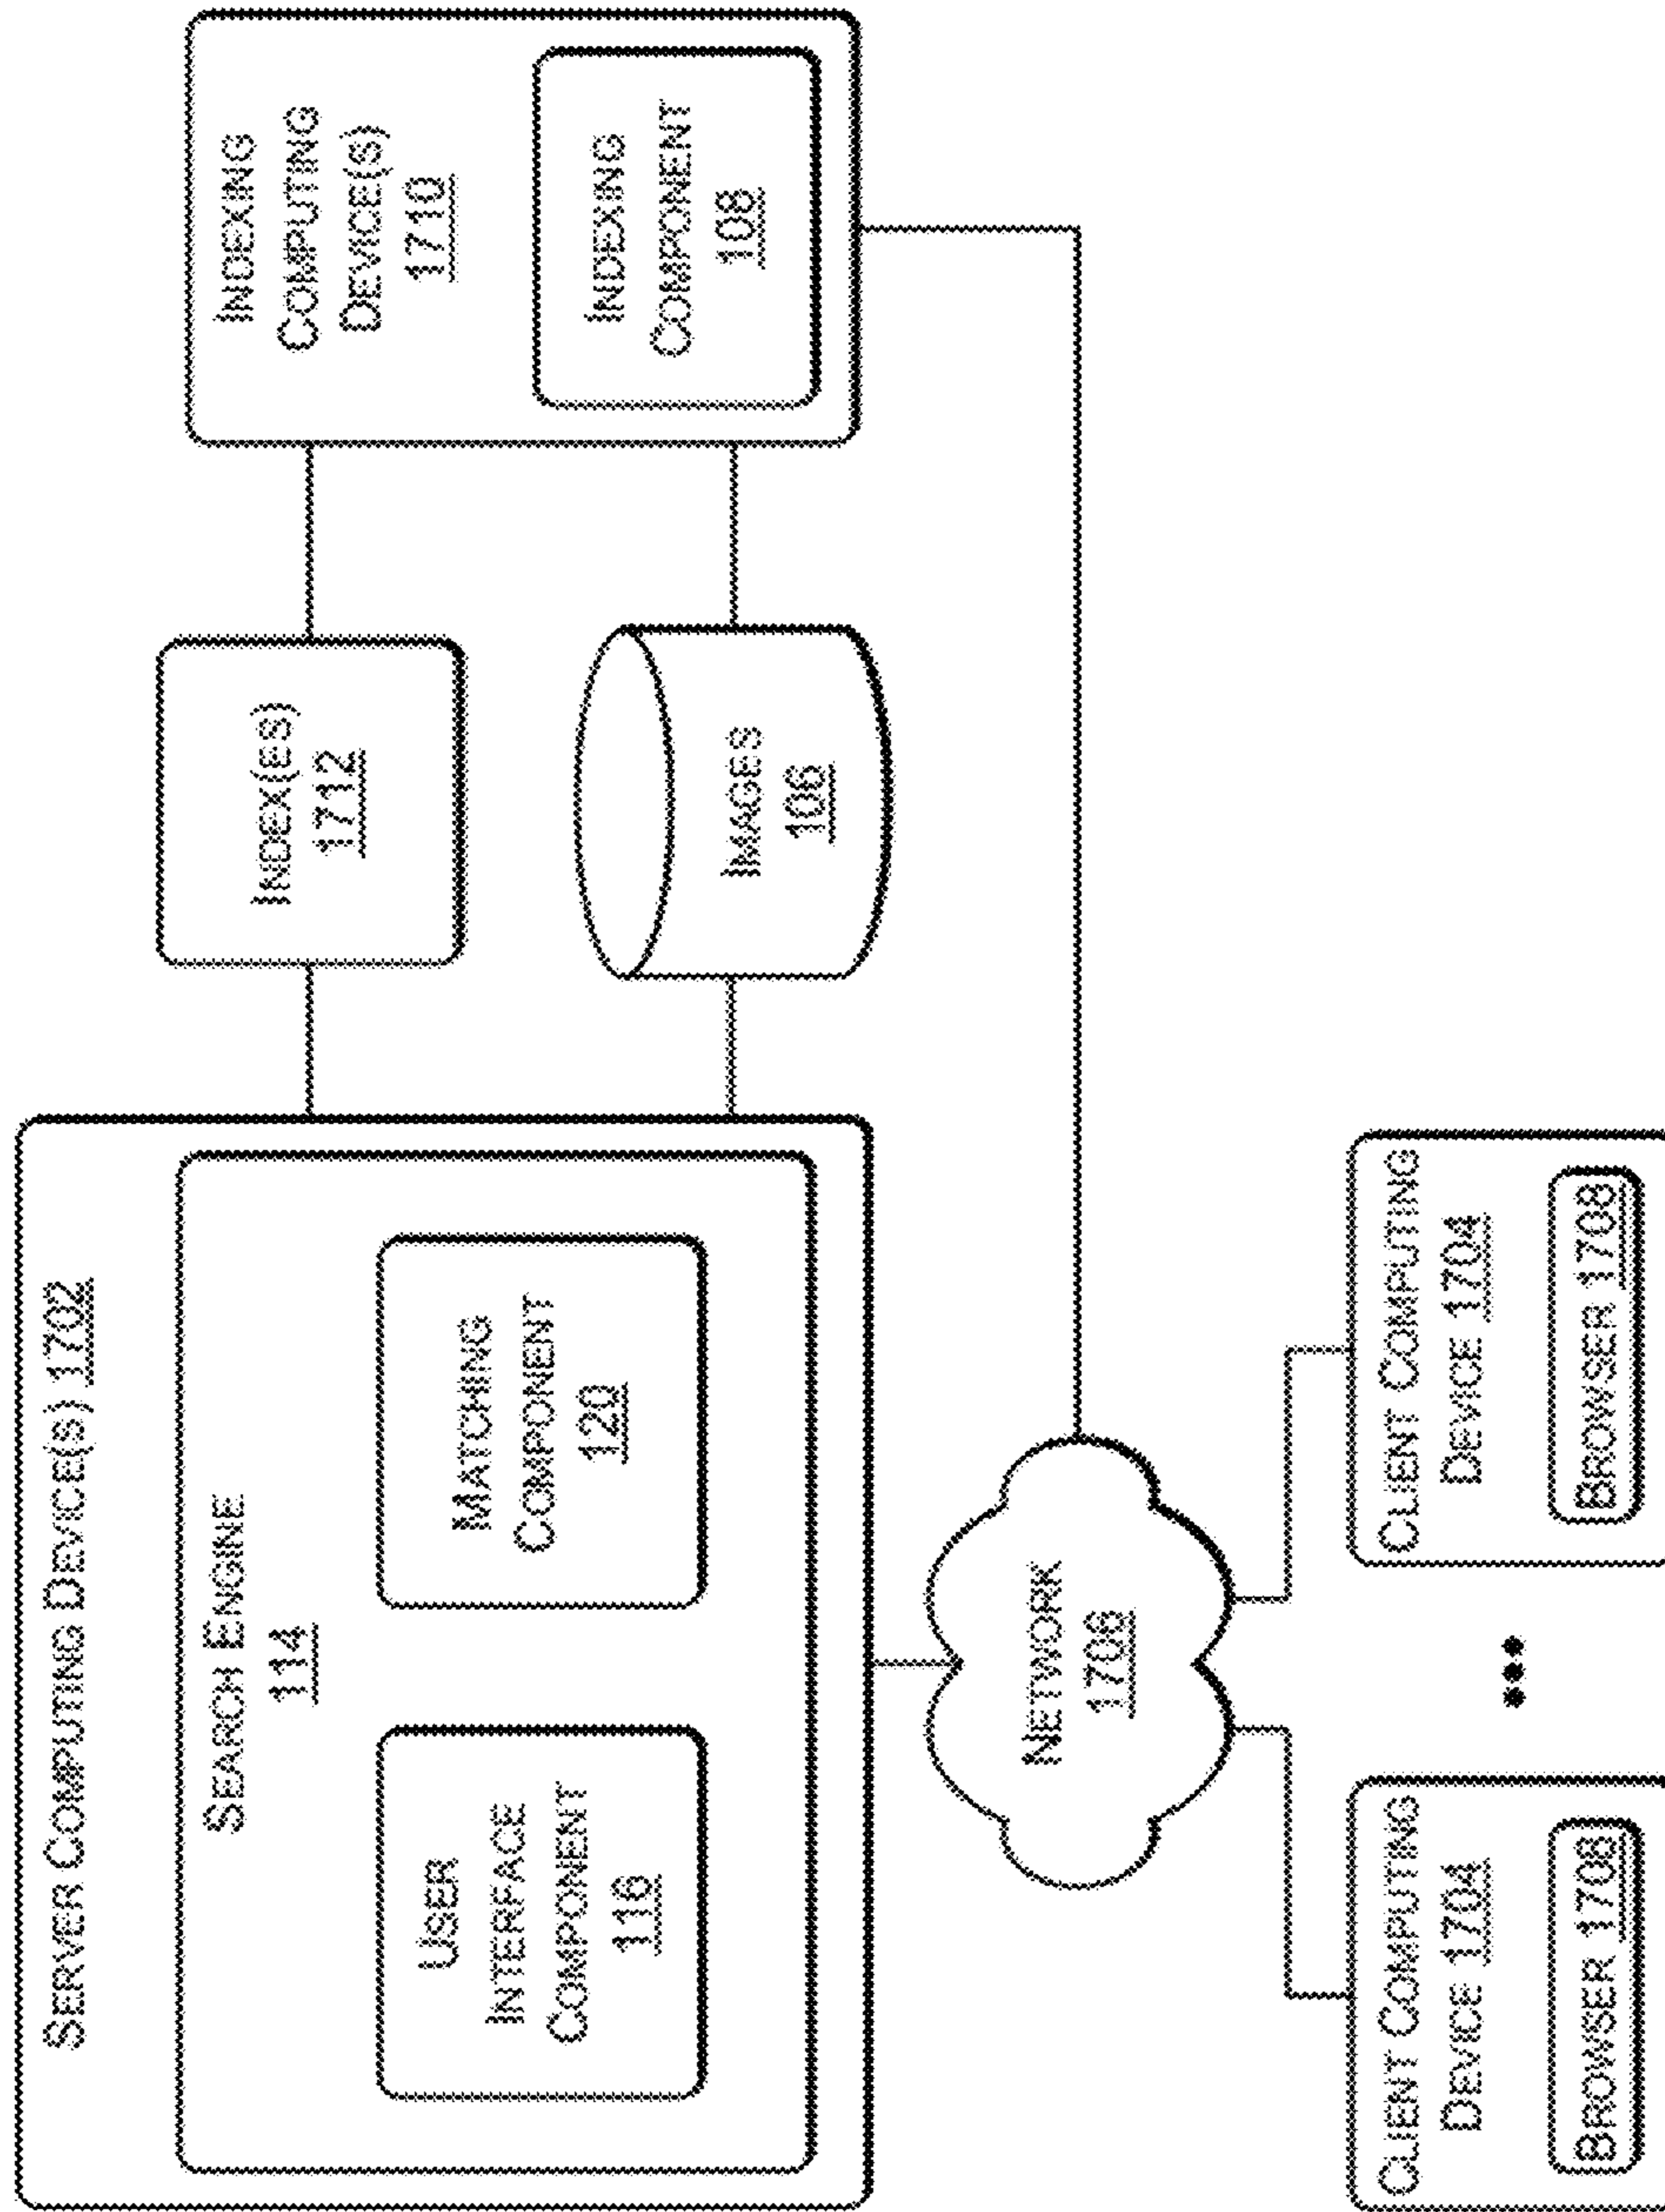 SERVER COMPUTING DEVICE(S) 1702
SEARCH ENGINE
114
USER
INTERFACE
COMPONENT
116
MATCHING
COMPONENT
120
INDEX(ES)
1712
IMAGES
106
INDEXING
COMPUTING
DEVICE(S)
1710
INDEXING
COMPONENT
108
NETWORK
1706
CLIENT COMPUTING
DEVICE 1704
BROWSER 1708
CLIENT COMPUTING
DEVICE 1704
BROWSER 1708